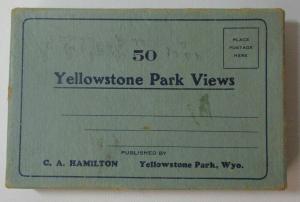 50
PLACE
POSTAGE
HERE
Yellowstone Park Views
PUBLISHED BY
C. A. HAMILTON Yellowstone Park, Wyo.